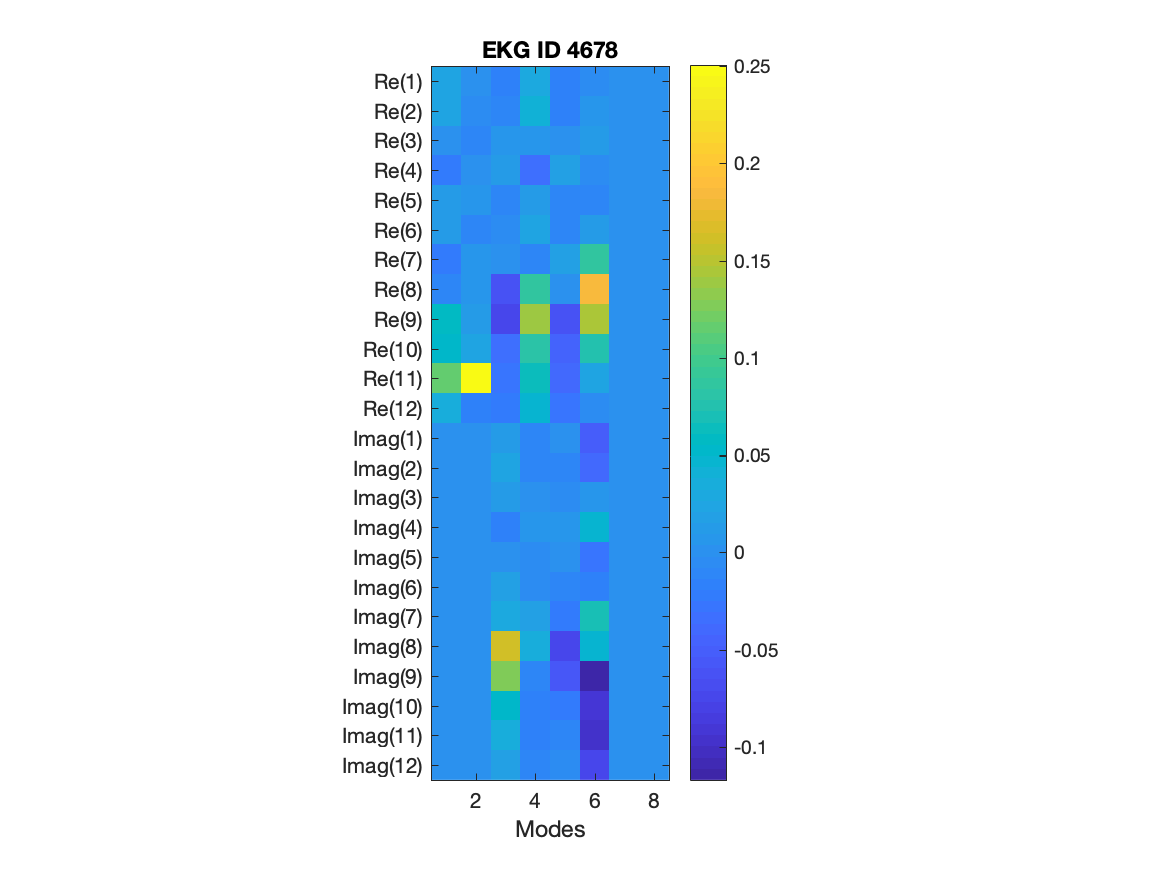 EKG ID 4678
Re(1)
Re(2)
Re(3)
Re(4)
Re(5)
Re(6)
Re(7)
Re(8)
Re(9)
Re(10)
Re(11)
Re(12)
Imag(1)
Imag(2)
Imag(3)
Imag(4)
Imag(5)
Imag(6)
Imag(7)
Imag(8)
Imag(9)
Imag(10)
Imag(11)
Imag(12)
2 4 6 8
Modes
0.25
0.2
0.15
0.1
0.05
0
-0.05
-0.1